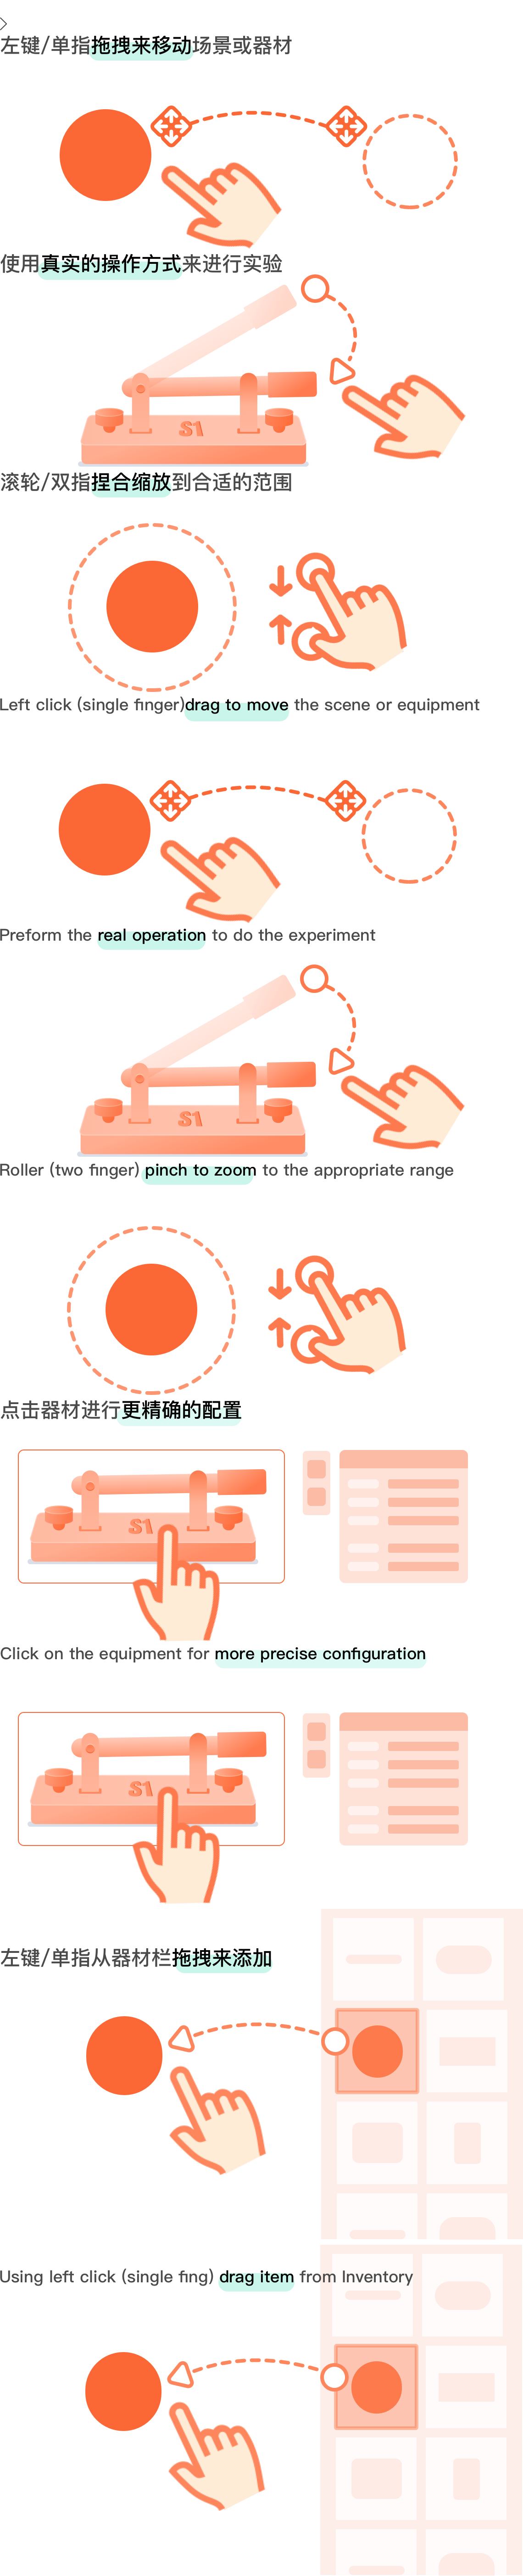 左键/单指拖拽来移动场景或器材
使用真实的操作方式来进行实验
S1
滚轮/双指捏合缩放到合适的范围
Left click (single finger)drag to move the scene or equipment
Preform the real operation to do the experiment
S1
Roller (two finger) pinch to zoom to the appropriate range
点击器材进行更精确的配置
S1
Click on the equipment for more precise configuration
S1
左键/单指从器材栏拖拽来添加
Using left click (single fing) drag item from Inventory